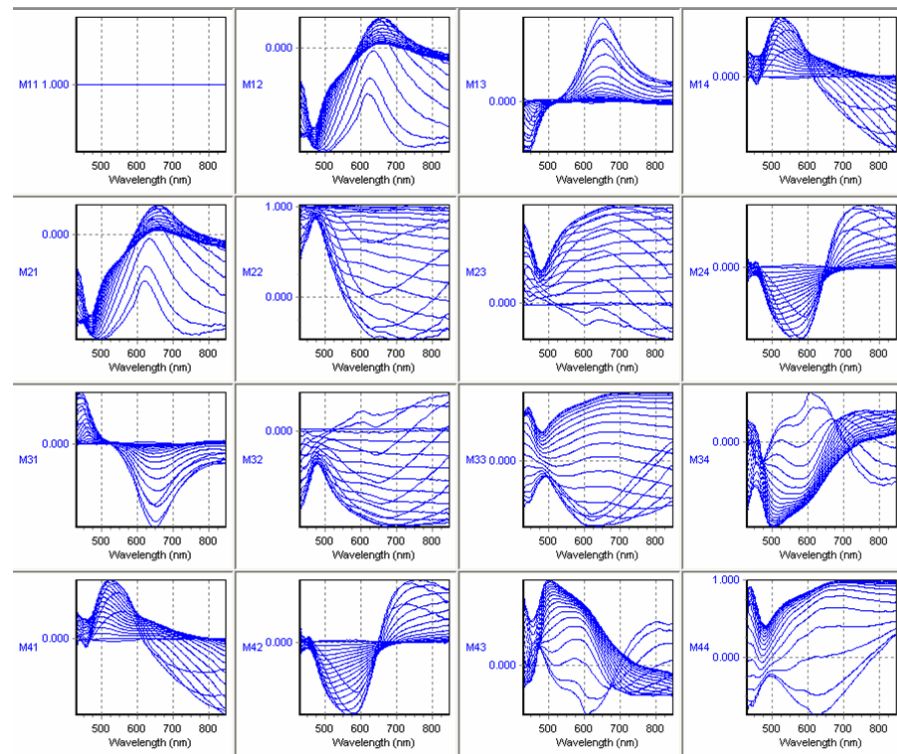 M11 1.000
500 600 700 800
Wavelength (nm)
0.000
M12
500 600 700 800
Wavelength (nm)
M13
0.000
500 600 700 800
Wavelength (nm)
0.000
M14
500 600 700 800
Wavelength (nm)
0.000
M21
500 600 700 800
Wavelength (nm)
1.000
M22
0.000
500 600 700 800
Wavelength (nm)
M23
0.000
500 600 700 800
Wavelength (nm)
0.000
M24
500 600 700 800
Wavelength (nm)
0.000
M31
500 600 700 800
Wavelength (nm)
0.000
M32
500 600 700 800
Wavelength (nm)
M33 0.000
500 600 700 800
Wavelength (nm)
0.000
M34
500 600 700 800
Wavelength (nm)
0.000
M41
500 600 700 800
Wavelength (nm)
0.000
M42
500 600 700 800
Wavelength (nm)
M43
0.000
500 600 700 800
Wavelength (nm)
1.000
M44
0.000
500 600 700 800
Wavelength (nm)